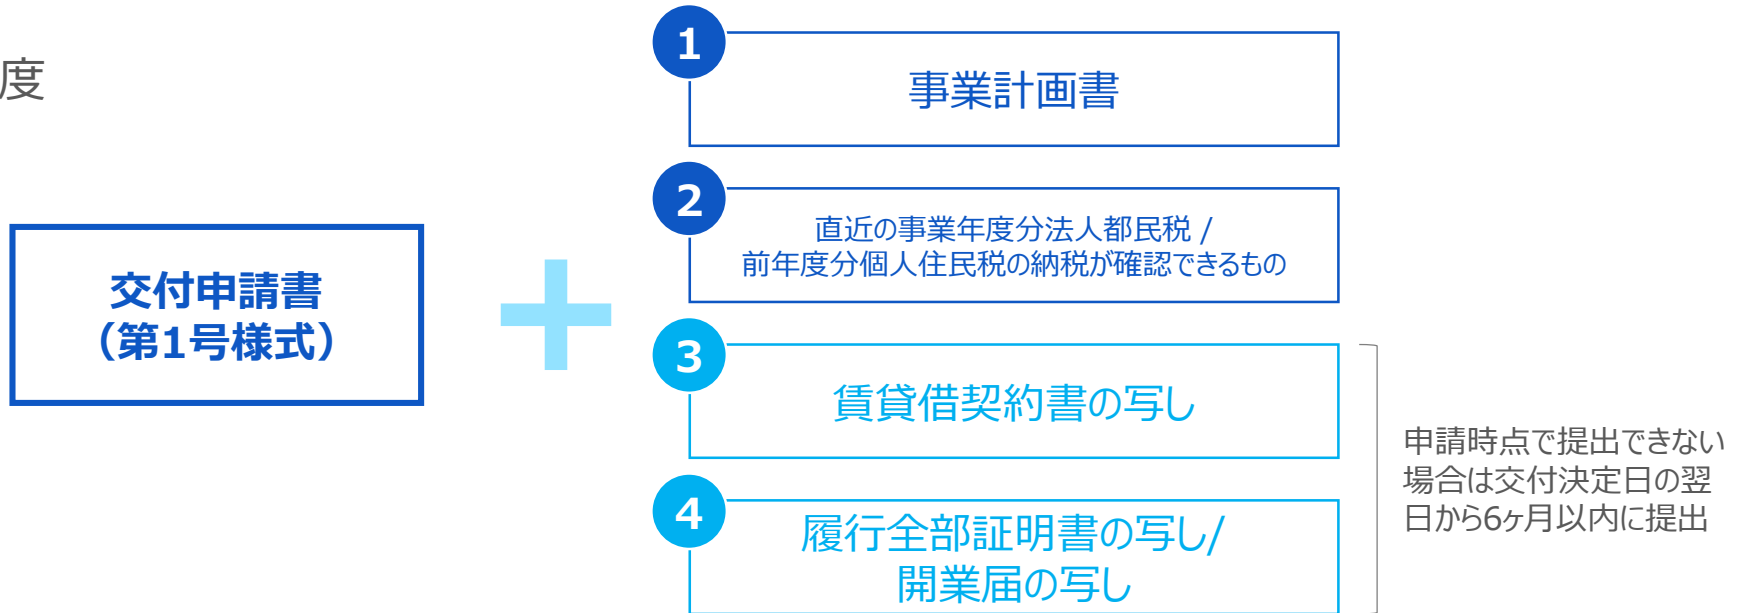 度
交付申請書
（第1号様式）
1
事業計画書
2
直近の事業年度分法人都民税 /
前年度分個人住民税の納税が確認できるもの
3
賃貸借契約書の写し
4
履行全部証明書の写し/
開業届の写し
申請時点で提出できない
場合は交付決定日の翌
日から6ヶ月以内に提出